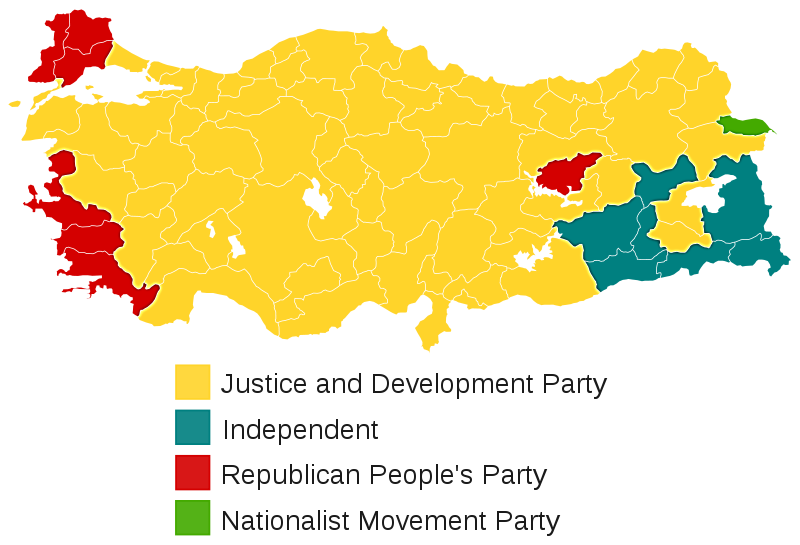 Justice and Development Party
Independent
Republican People's Party
Nationalist Movement Party